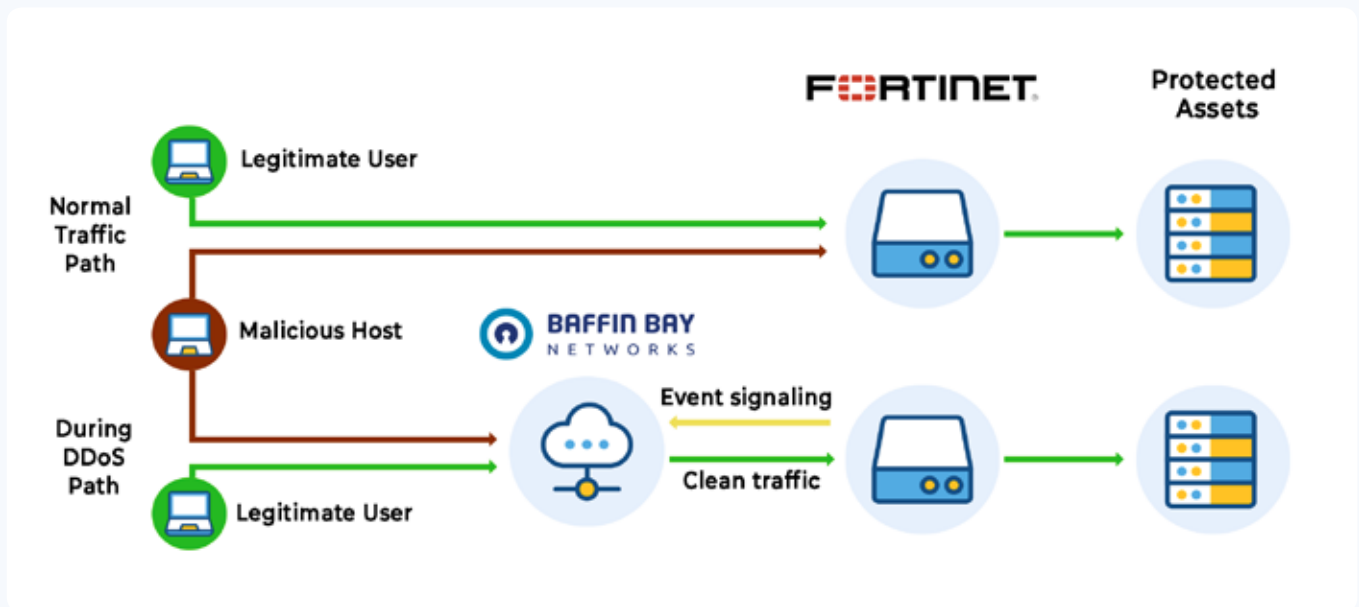 FORTINET
Protected
Assets
Legitimate User
Normal
Traffic
Path
Malicious Host
BAFFIN BAY
NETWORKS
Event signaling
During
DDoS
Path
Clean traffic
Legitimate User